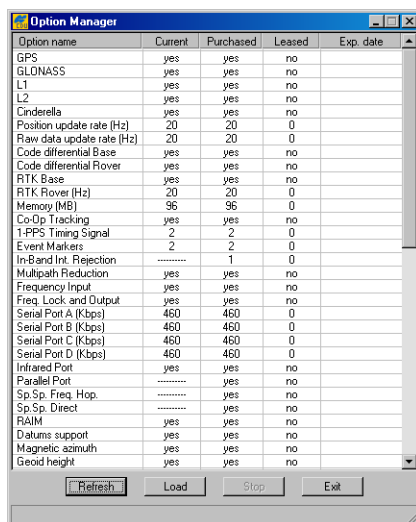 Option Manager
Option name Current Purchased Leased Exp. date
GPS yes yes no
GLONASS yes yes no
L1 yes yes no
L2 yes yes no
Cinderella yes yes no
Position update rate (Hz) 20 20 0
Raw data update rate (Hz) 20 20 0
Code differential Base yes yes no
Code differential Rover yes yes no
RTK Base yes yes no
RTK Rover (Hz) 20 20 0
Memory (MB) 96 96 0
Co-Op Tracking yes yes no
1-PPS Timing Signal 2 2 0
Event Markers 2 2 0
In-Band Int. Rejection ---------- 1 0
Multipath Reduction yes yes no
Frequency Input yes yes no
Freq. Lock and Output yes yes no
Serial Port A (Kbps) 460 460 0
Serial Port B (Kbps) 460 460 0
Serial Port C (Kbps) 460 460 0
Serial Port D (Kbps) 460 460 0
Infrared Port yes yes no
Parallel Port ---------- yes no
Sp.Sp. Freq. Hop. ---------- yes no
Sp.Sp. Direct ---------- yes no
RAIM yes yes no
Datums support yes yes no
Magnetic azimuth yes yes no
Geoid height yes yes no
Refresh Load Stop Exit